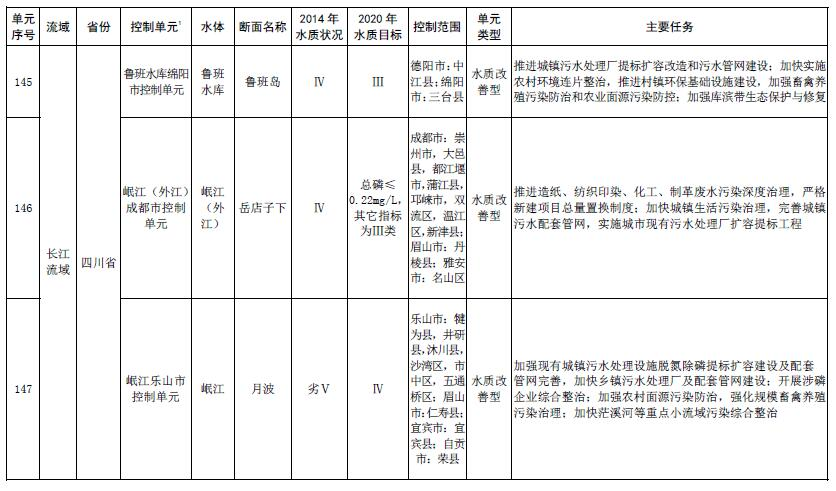 单元
序号
流域
省份
控制单元¹
水体
断面名称
2014 年
水质状况
2020 年
水质目标
控制范围
单元
类型
主要任务
145
长江
流域
四川省
鲁班水库绵阳
市控制单元
鲁班
水库
鲁班岛
Ⅳ
Ⅲ
德阳市：中
江县；绵阳
市：三台县
水质改
善型
推进城镇污水处理厂提标扩容改造和污水管网建设；加快实施
农村环境连片整治，推进村镇环保基础设施建设，加强畜禽养
殖污染防治和农业面源污染防控；加强库滨带生态保护与修复
146
岷江（外江）
成都市控制
单元
岷江
（外
江）
岳店子下
Ⅳ
总磷≤
0.22mg/L，
其它指标
为Ⅲ类
成都市：崇
州市，大邑
县，都江堰
市，蒲江县，
邛崃市，双
流区，温江
区，新津县；
眉山市：丹
棱县；雅安
市：名山区
水质改
善型
推进造纸、纺织印染、化工、制革废水污染深度治理，严格
新建项目总量置换制度；加快城镇生活污染治理，完善城镇
污水配套管网，实施城市现有污水处理厂扩容提标工程
147
岷江乐山市
控制单元
岷江
月波
劣Ⅴ
Ⅳ
乐山市：犍
为县，井研
县，沐川县，
沙湾区，市
中区，五通
桥区；眉山
市：仁寿县；
宜宾市：宜
宾县；自贡
市：荣县
水质改
善型
加强现有城镇污水处理设施脱氮除磷提标扩容建设及配套
管网完善，加快乡镇污水处理厂及配套管网建设；开展涉磷
企业综合整治；加强农村面源污染防治，强化规模畜禽养殖
污染治理；加快茫溪河等重点小流域污染综合整治